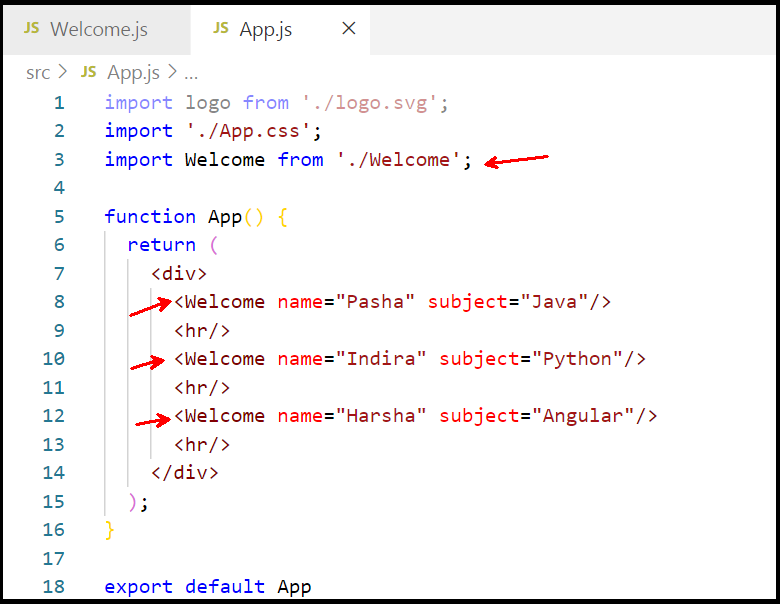 JS Welcome.js JS App.js ×
src > JS App.js > ...
1 import logo from './logo.svg';
2 import './App.css';
3 import Welcome from './Welcome';
4
5 function App() {
6 return (
7 <div>
8 <Welcome name="Pasha" subject="Java"/>
9 <hr/>
10 <Welcome name="Indira" subject="Python"/>
11 <hr/>
12 <Welcome name="Harsha" subject="Angular"/>
13 <hr/>
14 </div>
15 );
16 }
17
18 export default App